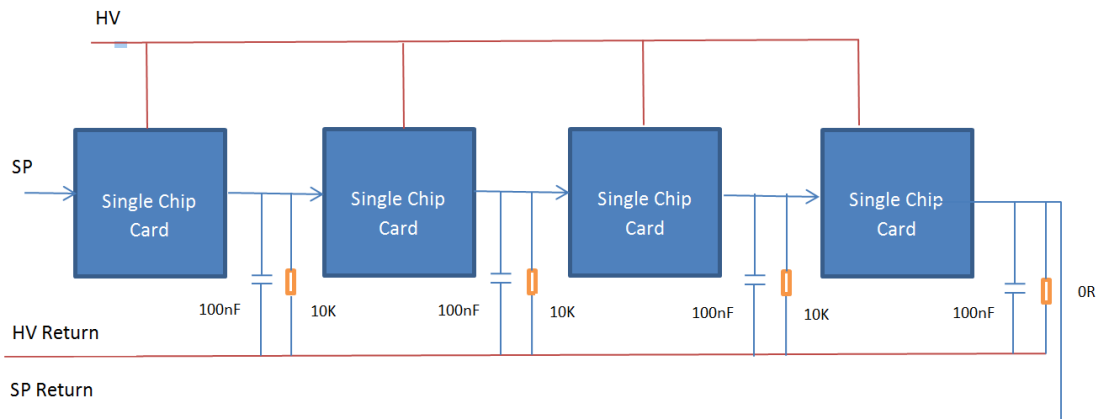 HV
SP
Single Chip
Card
Single Chip
Card
Single Chip
Card
Single Chip
Card
100nF
10K
100nF
10K
100nF
10K
100nF
0R
HV Return
SP Return